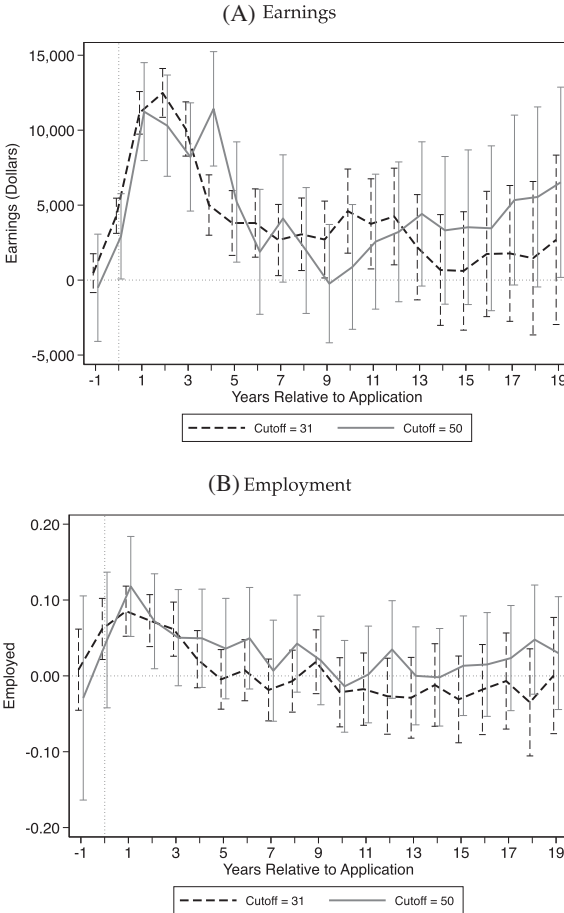 (A) Earnings
15,000
10,000
5,000
0
-5,000
Earnings (Dollars)
-1 1 3 5 7 9 11 13 15 17 19
Years Relative to Application
Cutoff = 31 Cutoff = 50
(B) Employment
0.20
0.10
0.00
-0.10
-0.20
Employed
-1 1 3 5 7 9 11 13 15 17 19
Years Relative to Application
Cutoff = 31 Cutoff = 50